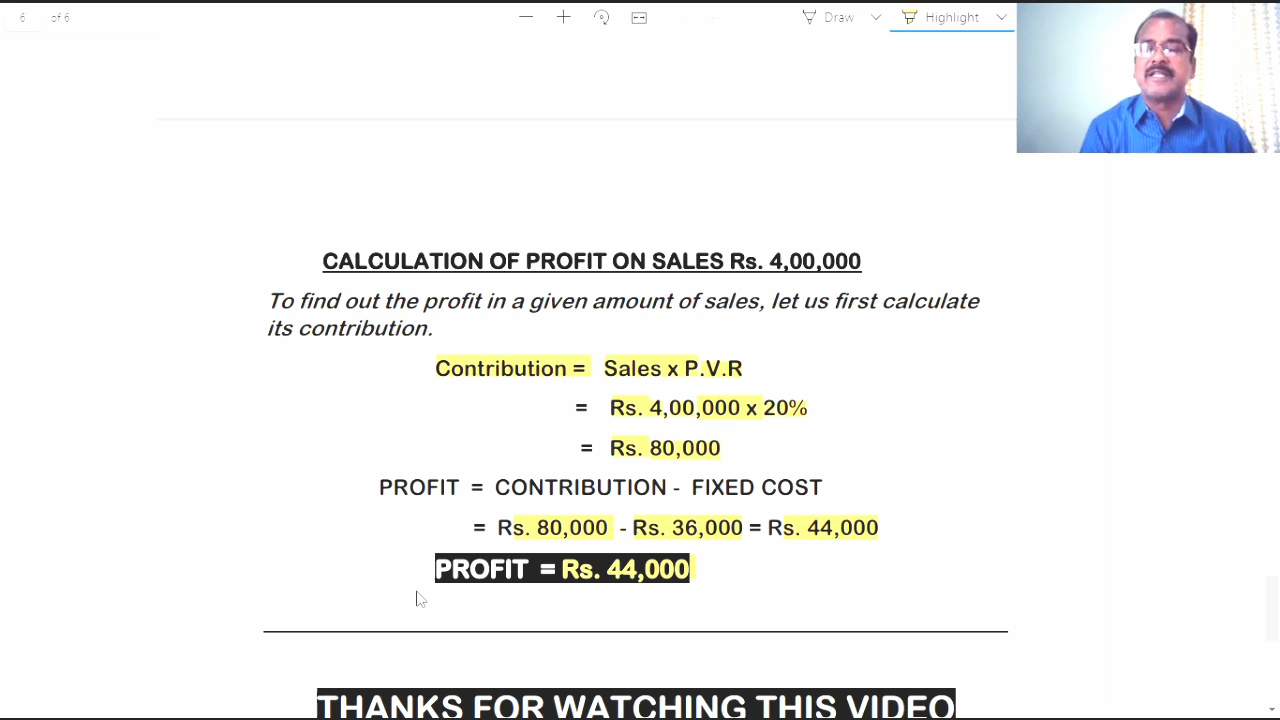 6 of 6
Draw
Highlight
CALCULATION OF PROFIT ON SALES Rs. 4,00,000
To find out the profit in a given amount of sales, let us first calculate
its contribution.
Contribution = Sales x P.V.R
= Rs. 4,00,000 x 20%
= Rs. 80,000
PROFIT = CONTRIBUTION - FIXED COST
= Rs. 80,000 - Rs. 36,000 = Rs. 44,000
PROFIT = Rs. 44,000
THANKS FOR WATCHING THIS VIDEO